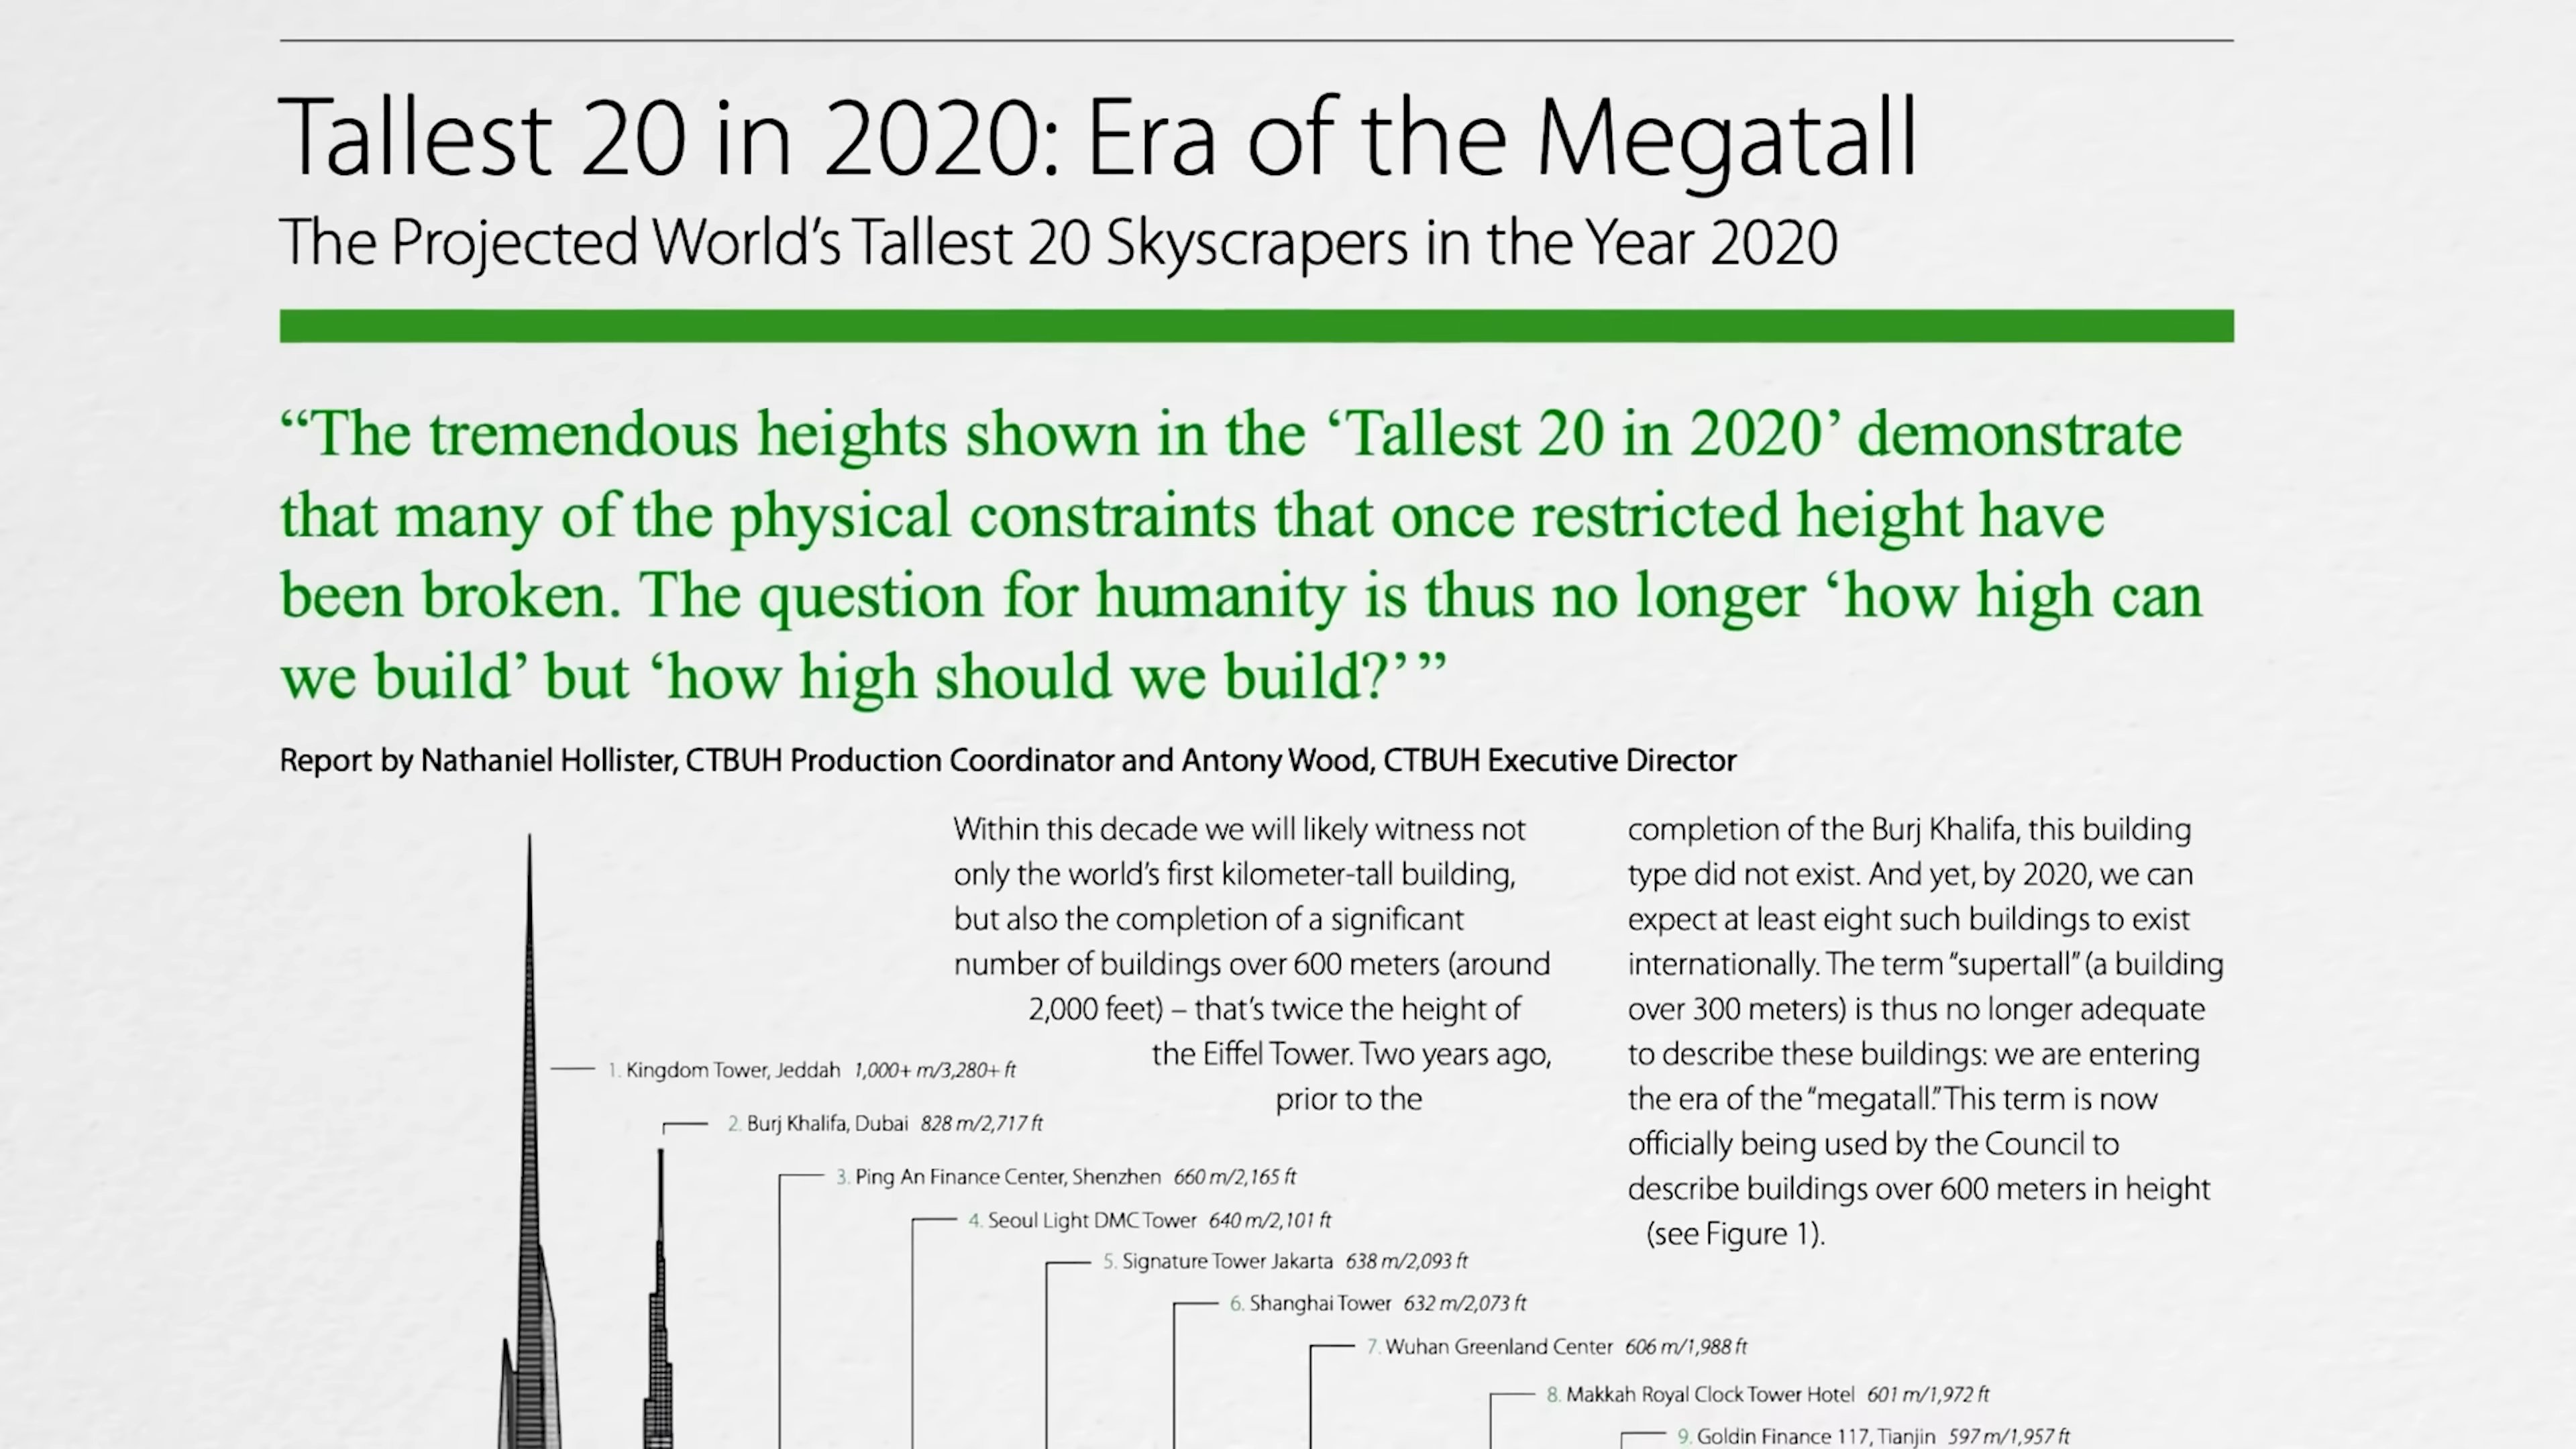 Tallest 20 in 2020: Era of the Megatall
The Projected World’s Tallest 20 Skyscrapers in the Year 2020
“The tremendous heights shown in the ‘Tallest 20 in 2020’ demonstrate
that many of the physical constraints that once restricted height have
been broken. The question for humanity is thus no longer ‘how high can
we build’ but ‘how high should we build?’”
Report by Nathaniel Hollister, CTBUH Production Coordinator and Antony Wood, CTBUH Executive Director
Within this decade we will likely witness not
only the world’s first kilometer-tall building,
but also the completion of a significant
number of buildings over 600 meters (around
2,000 feet) – that’s twice the height of
the Eiffel Tower. Two years ago,
prior to the
completion of the Burj Khalifa, this building
type did not exist. And yet, by 2020, we can
expect at least eight such buildings to exist
internationally. The term “supertall” (a building
over 300 meters) is thus no longer adequate
to describe these buildings: we are entering
the era of the “megatall.” This term is now
officially being used by the Council to
describe buildings over 600 meters in height
(see Figure 1).
1. Kingdom Tower, Jeddah 1,000+ m/3,280+ ft
2. Burj Khalifa, Dubai 828 m/2,717 ft
3. Ping An Finance Center, Shenzhen 660 m/2,165 ft
4. Seoul Light DMC Tower 640 m/2,101 ft
5. Signature Tower Jakarta 638 m/2,093 ft
6. Shanghai Tower 632 m/2,073 ft
7. Wuhan Greenland Center 606 m/1,988 ft
8. Makkah Royal Clock Tower Hotel 601 m/1,972 ft
9. Goldin Finance 117, Tianjin 597 m/1,957 ft